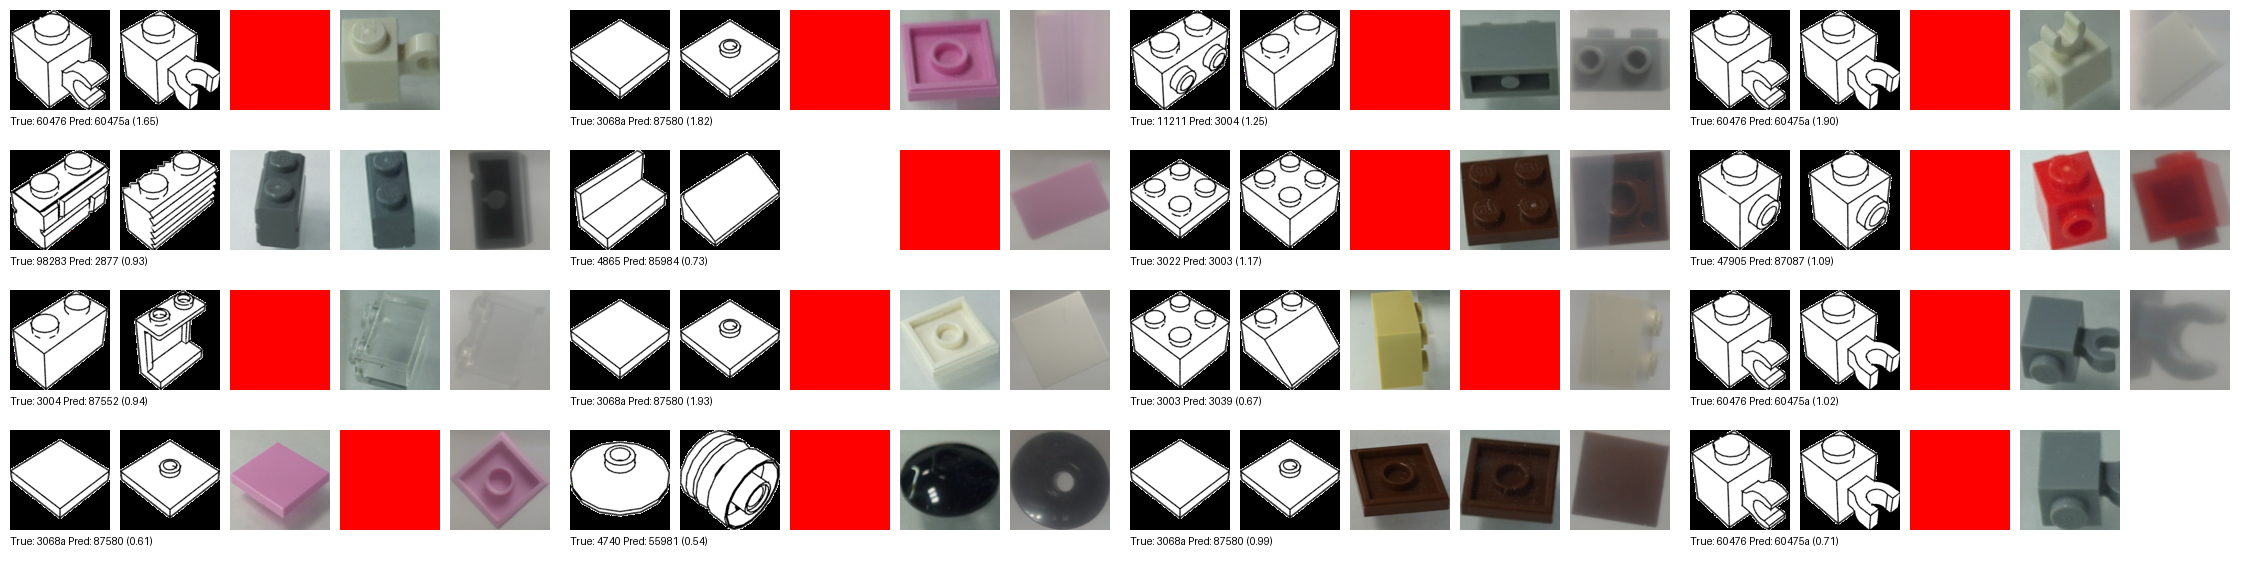 True: 60476 Pred: 60475a (1.65)
True: 3068a Pred: 87580 (1.82)
True: 11211 Pred: 3004 (1.25)
True: 60476 Pred: 60475a (1.90)
True: 98283 Pred: 2877 (0.93)
True: 4865 Pred: 85984 (0.73)
True: 3022 Pred: 3003 (1.17)
True: 47905 Pred: 87087 (1.09)
True: 3004 Pred: 87552 (0.94)
True: 3068a Pred: 87580 (1.93)
True: 3003 Pred: 3039 (0.67)
True: 60476 Pred: 60475a (1.02)
True: 3068a Pred: 87580 (0.61)
True: 4740 Pred: 55981 (0.54)
True: 3068a Pred: 87580 (0.99)
True: 60476 Pred: 60475a (0.71)